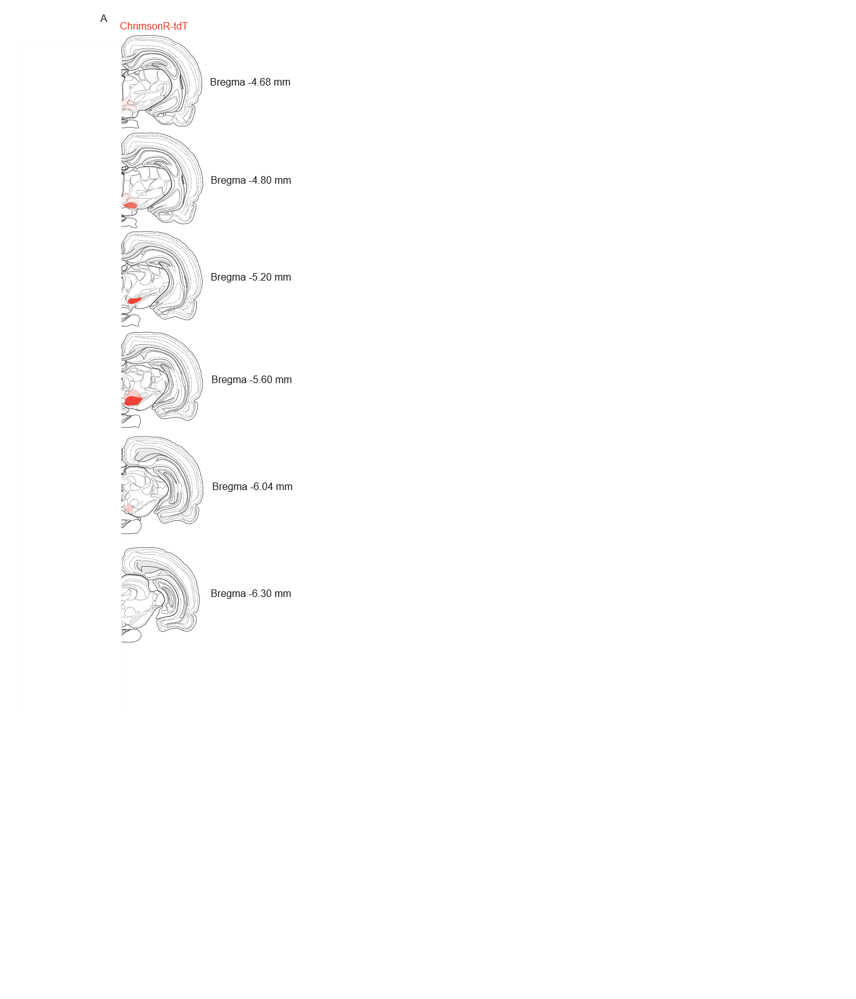 A
ChrimsonR-tdT
Bregma -4.68 mm
Bregma -4.80 mm
Bregma -5.20 mm
Bregma -5.60 mm
Bregma -6.04 mm
Bregma -6.30 mm